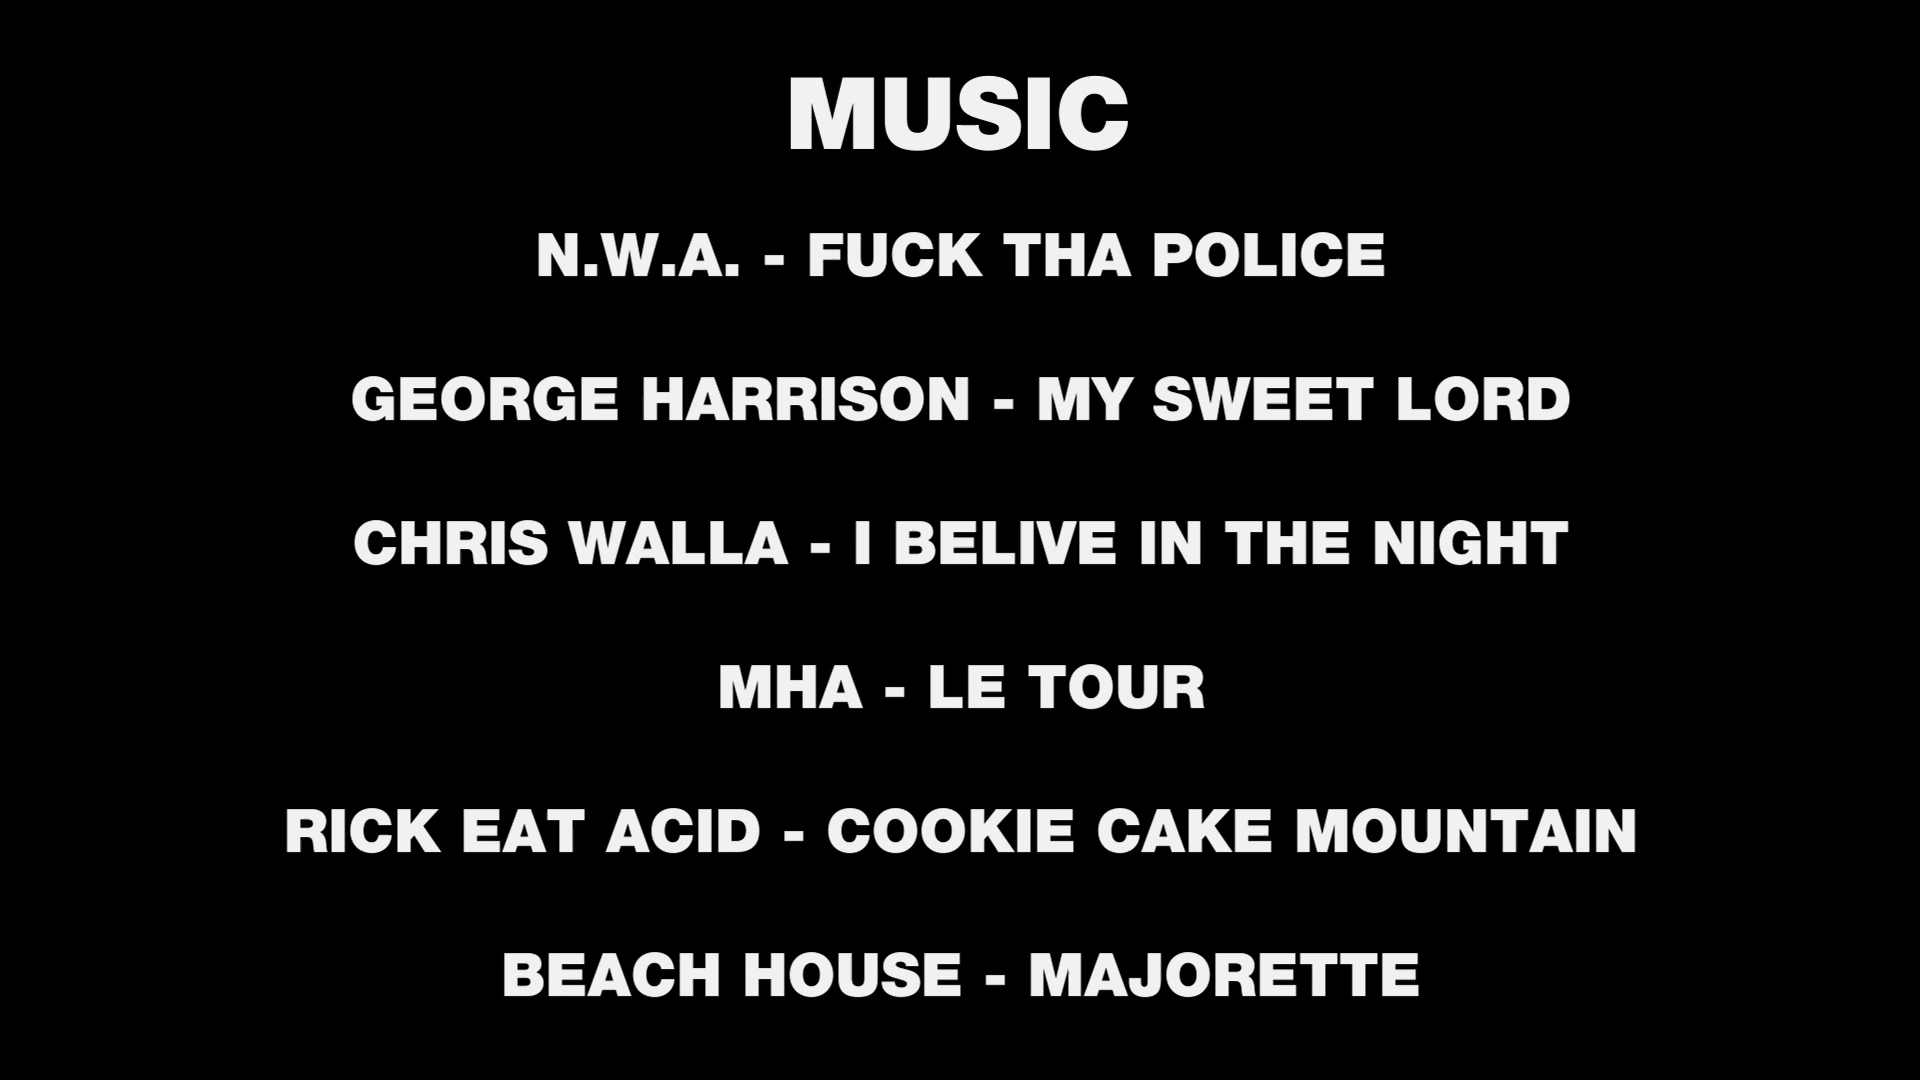 MUSIC
N.W.A. - FUCK THA POLICE
GEORGE HARRISON - MY SWEET LORD
CHRIS WALLA - I BELIVE IN THE NIGHT
MHA - LE TOUR
RICK EAT ACID - COOKIE CAKE MOUNTAIN
BEACH HOUSE - MAJORETTE